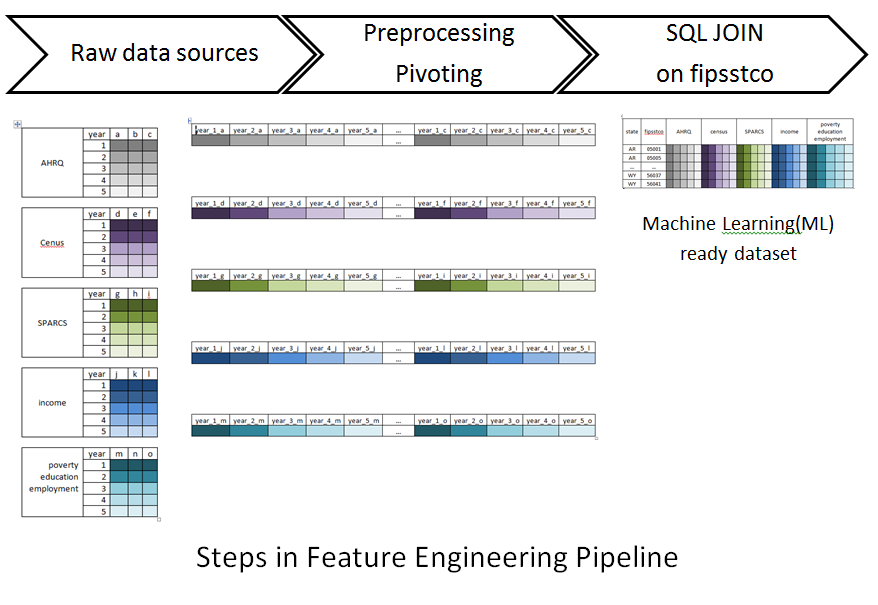 Raw data sources
Preprocessing
Pivoting
SQL JOIN
on fipsstco
AHRQ
year a b c
1
2
3
4
5
Cenus
year d e f
1
2
3
4
5
SPARCS
year g h i
1
2
3
4
5
income
year j k l
1
2
3
4
5
poverty
education
employment
year m n o
1
2
3
4
5
year_1_a year_2_a year_3_a year_4_a year_5_a ... year_1_c year_2_c year_3_c year_4_c year_5_c
...
year_1_d year_2_d year_3_d year_4_d year_5_d ... year_1_f year_2_f year_3_f year_4_f year_5_f
...
year_1_g year_2_g year_3_g year_4_g year_5_g ... year_1_i year_2_i year_3_i year_4_i year_5_i
...
year_1_j year_2_j year_3_j year_4_j year_5_j ... year_1_l year_2_l year_3_l year_4_l year_5_l
...
year_1_m year_2_m year_3_m year_4_m year_5_m ... year_1_o year_2_o year_3_o year_4_o year_5_o
...
state fipsstco AHRQ census SPARCS income poverty
education
employment
AR 05001
AR 05005
... ...
WY 56037
WY 56041
Machine Learning(ML)
ready dataset
Steps in Feature Engineering Pipeline